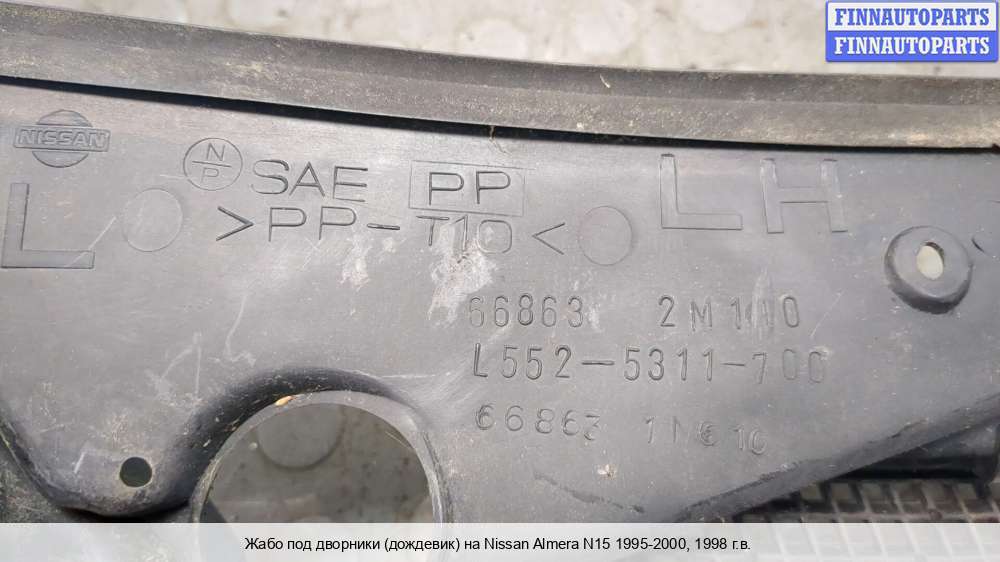 FINNAUTOPARTS
FINNAUTOPARTS
NISSAN
N/P SAE PP LH
L >PP-T10<
66863
L552-5311-700
66863
Жабо под дворники (дождевик) на Nissan Almera N15 1995-2000, 1998 г.в.